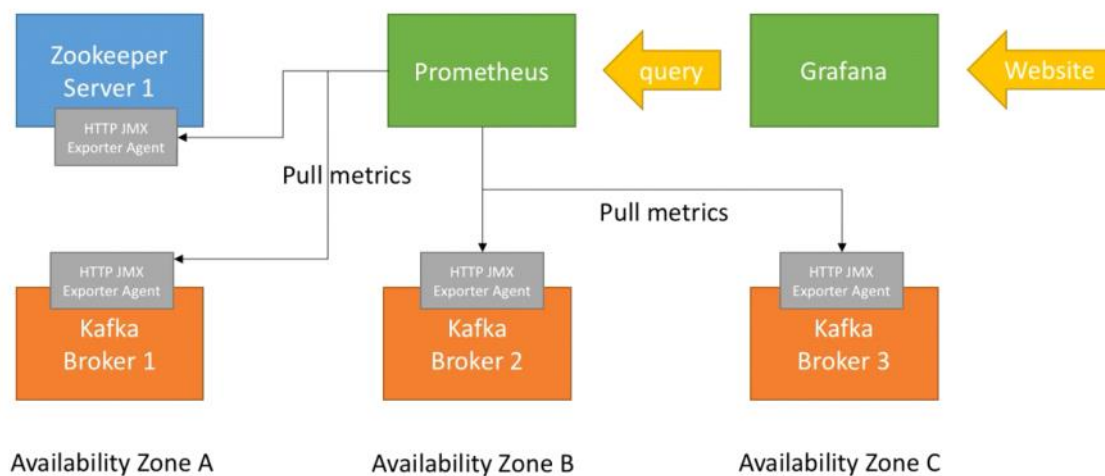 Zookeeper
Server 1
HTTP JMX
Exporter Agent
Prometheus
query
Grafana
Website
Pull metrics
Pull metrics
HTTP JMX
Exporter Agent
Kafka
Broker 1
HTTP JMX
Exporter Agent
Kafka
Broker 2
HTTP JMX
Exporter Agent
Kafka
Broker 3
Availability Zone A
Availability Zone B
Availability Zone C